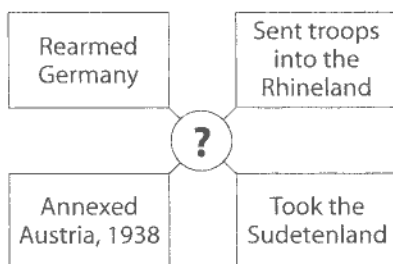 Rearmed
Germany
Sent troops
into the
Rhineland
?
Annexed
Austria, 1938
Took the
Sudetenland